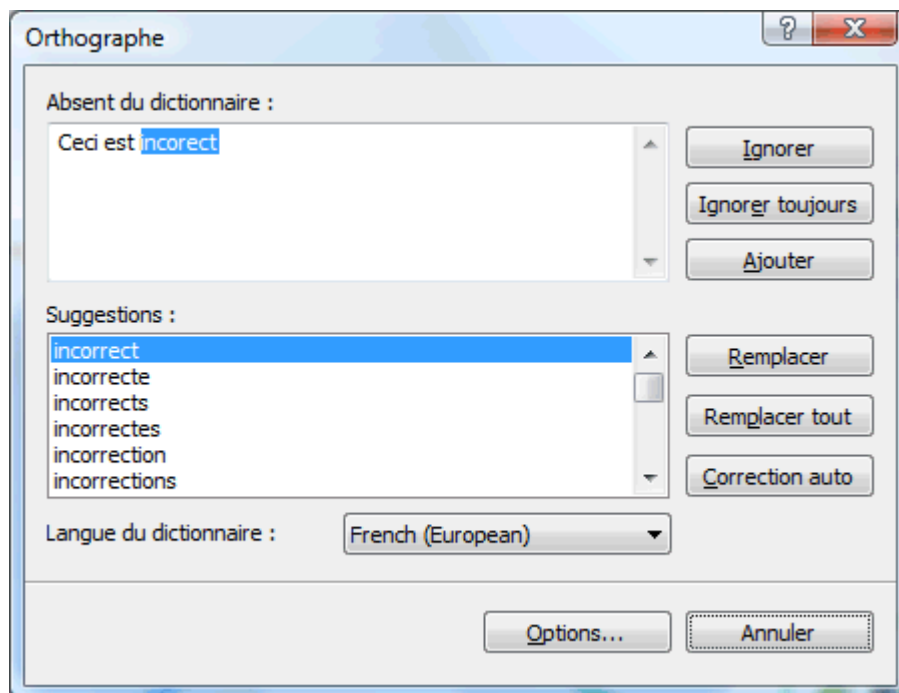 Orthographe
Absent du dictionnaire :
Ceci est incorect
Ignorer
Ignorer toujours
Ajouter
Suggestions :
incorrect
incorrecte
incorrects
incorrectes
incorrection
incorrections
Remplacer
Remplacer tout
Correction auto
Langue du dictionnaire :
French (European)
Options...
Annuler